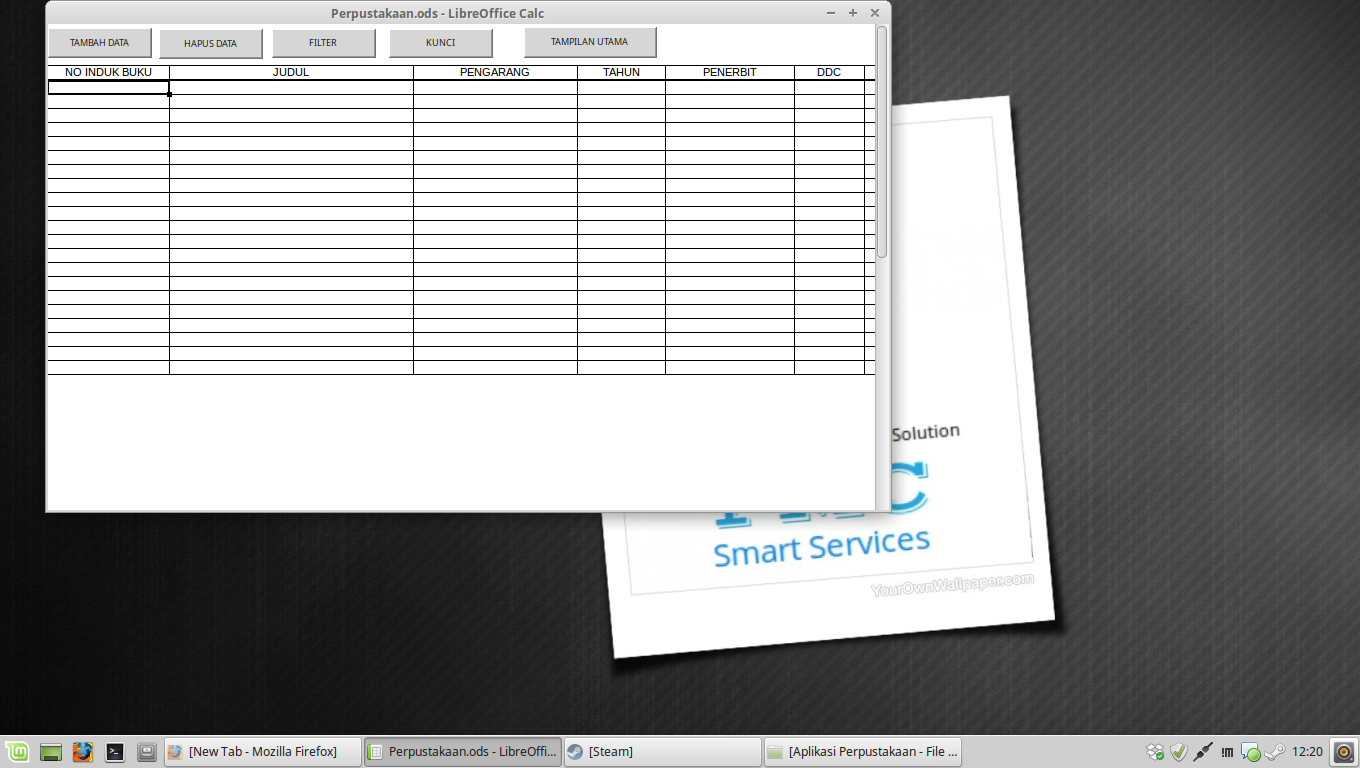 Perpustakaan.ods - LibreOffice Calc
TAMBAH DATA HAPUS DATA FILTER KUNCI TAMPILAN UTAMA
NO INDUK BUKU JUDUL PENGARANG TAHUN PENERBIT DDC
Solution
Smart Services
YourOwnWallpaper.com
[New Tab - Mozilla Firefox] Perpustakaan.ods - LibreOffi... [Steam] [Aplikasi Perpustakaan - File ... 12:20